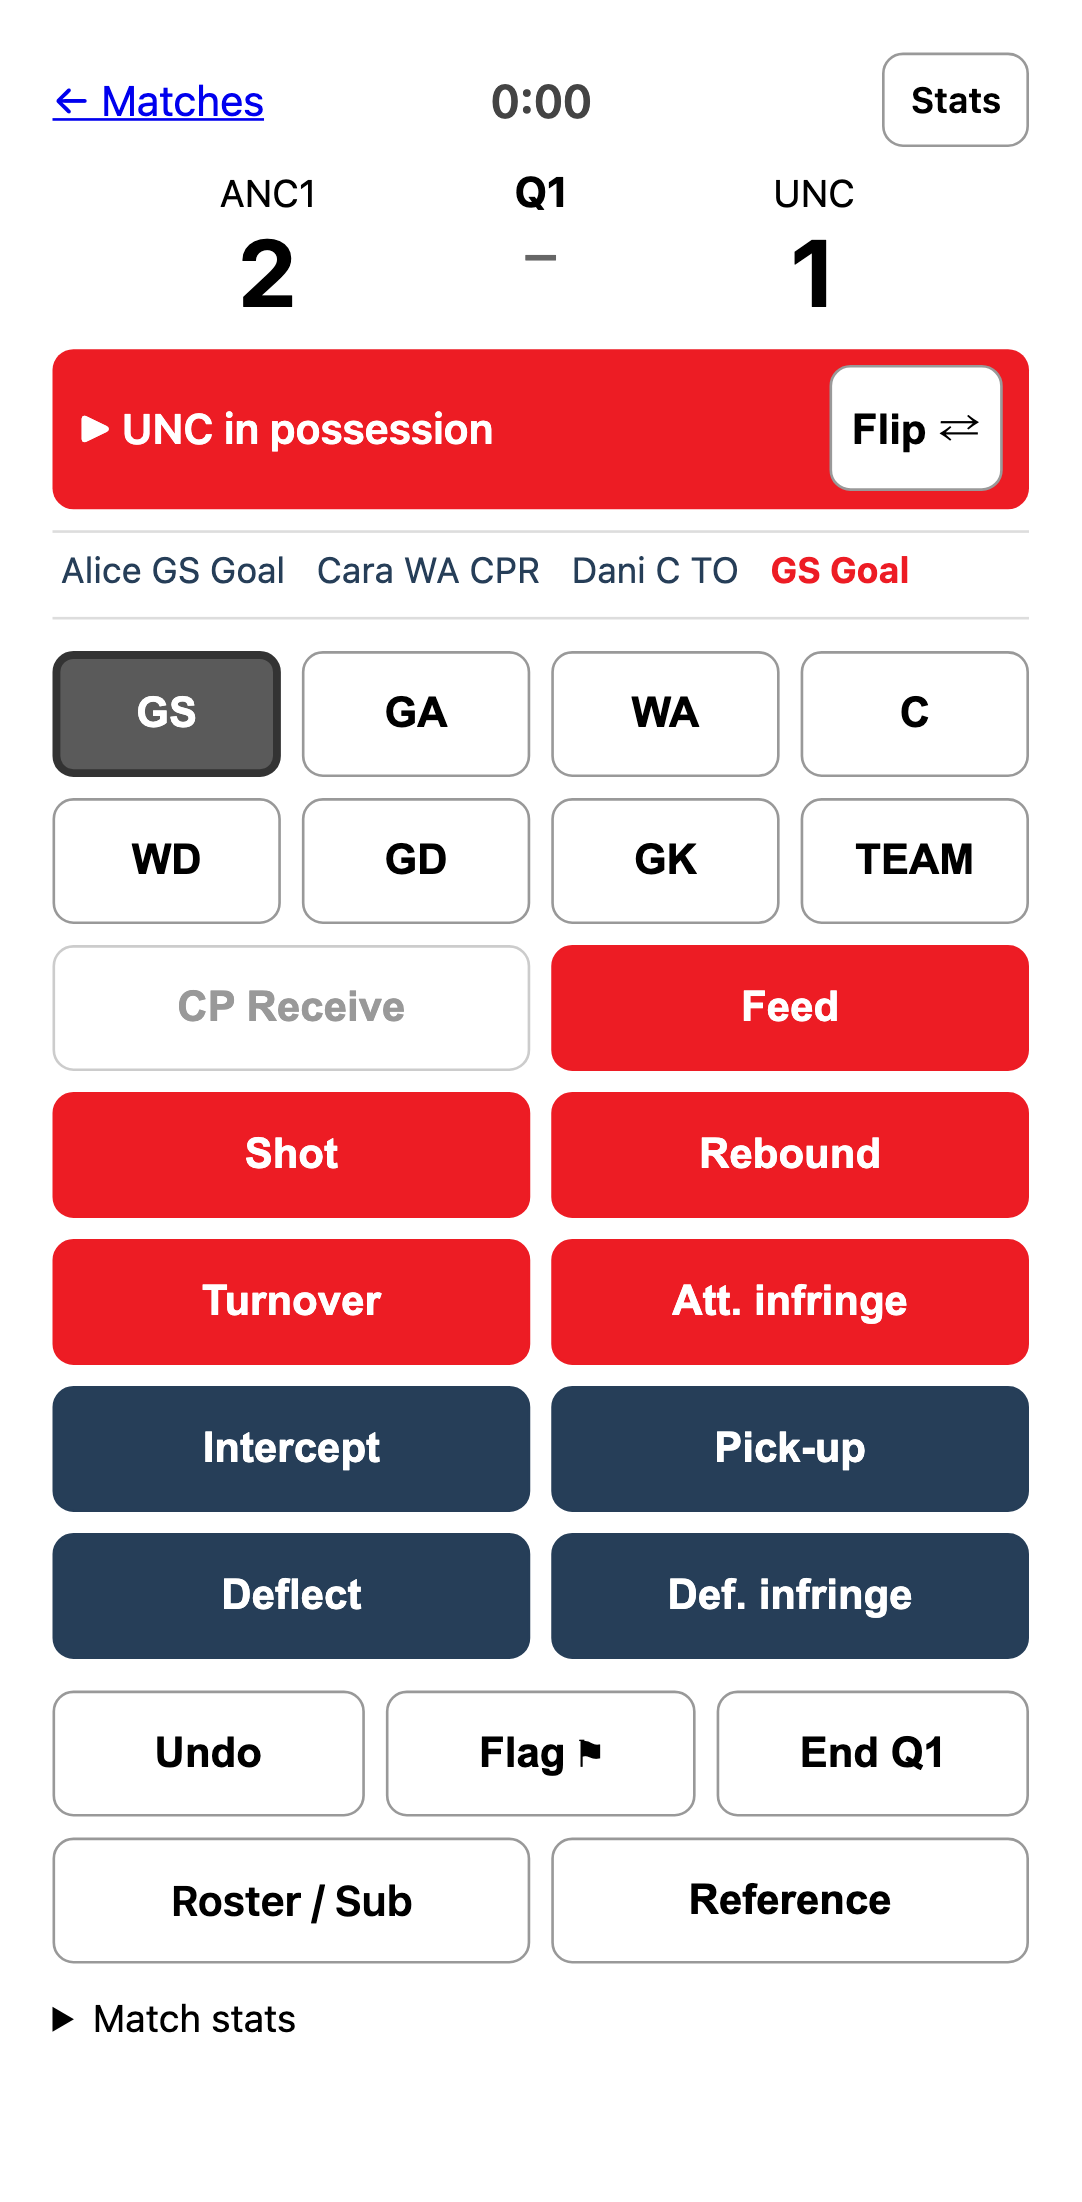 ← Matches 0:00 Stats
ANC1 Q1 UNC
2 – 1
▶ UNC in possession Flip ⇄
Alice GS Goal Cara WA CPR Dani C TO GS Goal
GS GA WA C
WD GD GK TEAM
CP Receive Feed
Shot Rebound
Turnover Att. infringe
Intercept Pick-up
Deflect Def. infringe
Undo Flag ⚑ End Q1
Roster / Sub Reference
▶ Match stats